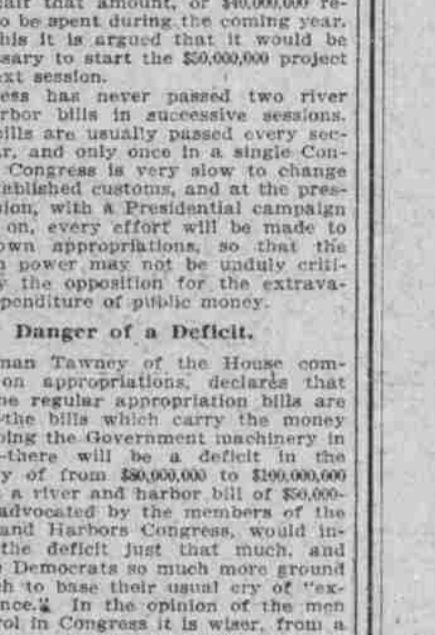 half that amount, or $40,000,000 re-
o be spent during the coming year.
his it is argued that it would be
sary to start the $50,000,000 project
ext session.
ess has never passed two river
rbor bills in successive sessions.
ills are usually passed every sec-
r, and only once in a single Con-
Congress is very slow to change
ablished customs, and at the pres-
sion, with a Presidential campaign
on, every effort will be made to
own appropriations, so that the
n power may not be unduly criti-
y the opposition for the extrava-
penditure of public money.
Danger of a Deficit.
man Tawney of the House com-
on appropriations, declares that
he regular appropriation bills are
-the bills which carry the money
ping the Government machinery in
-there will be a deficit in the
y of from $80,000,000 to $100,000,000
a river and harbor bill of $50,000-
advocated by the members of the
and Harbors Congress, would in-
the deficit just that much, and
e Democrats so much more ground
ch to base their usual cry of "ex-
nce." In the opinion of the men
rol in Congress it is wiser, from a